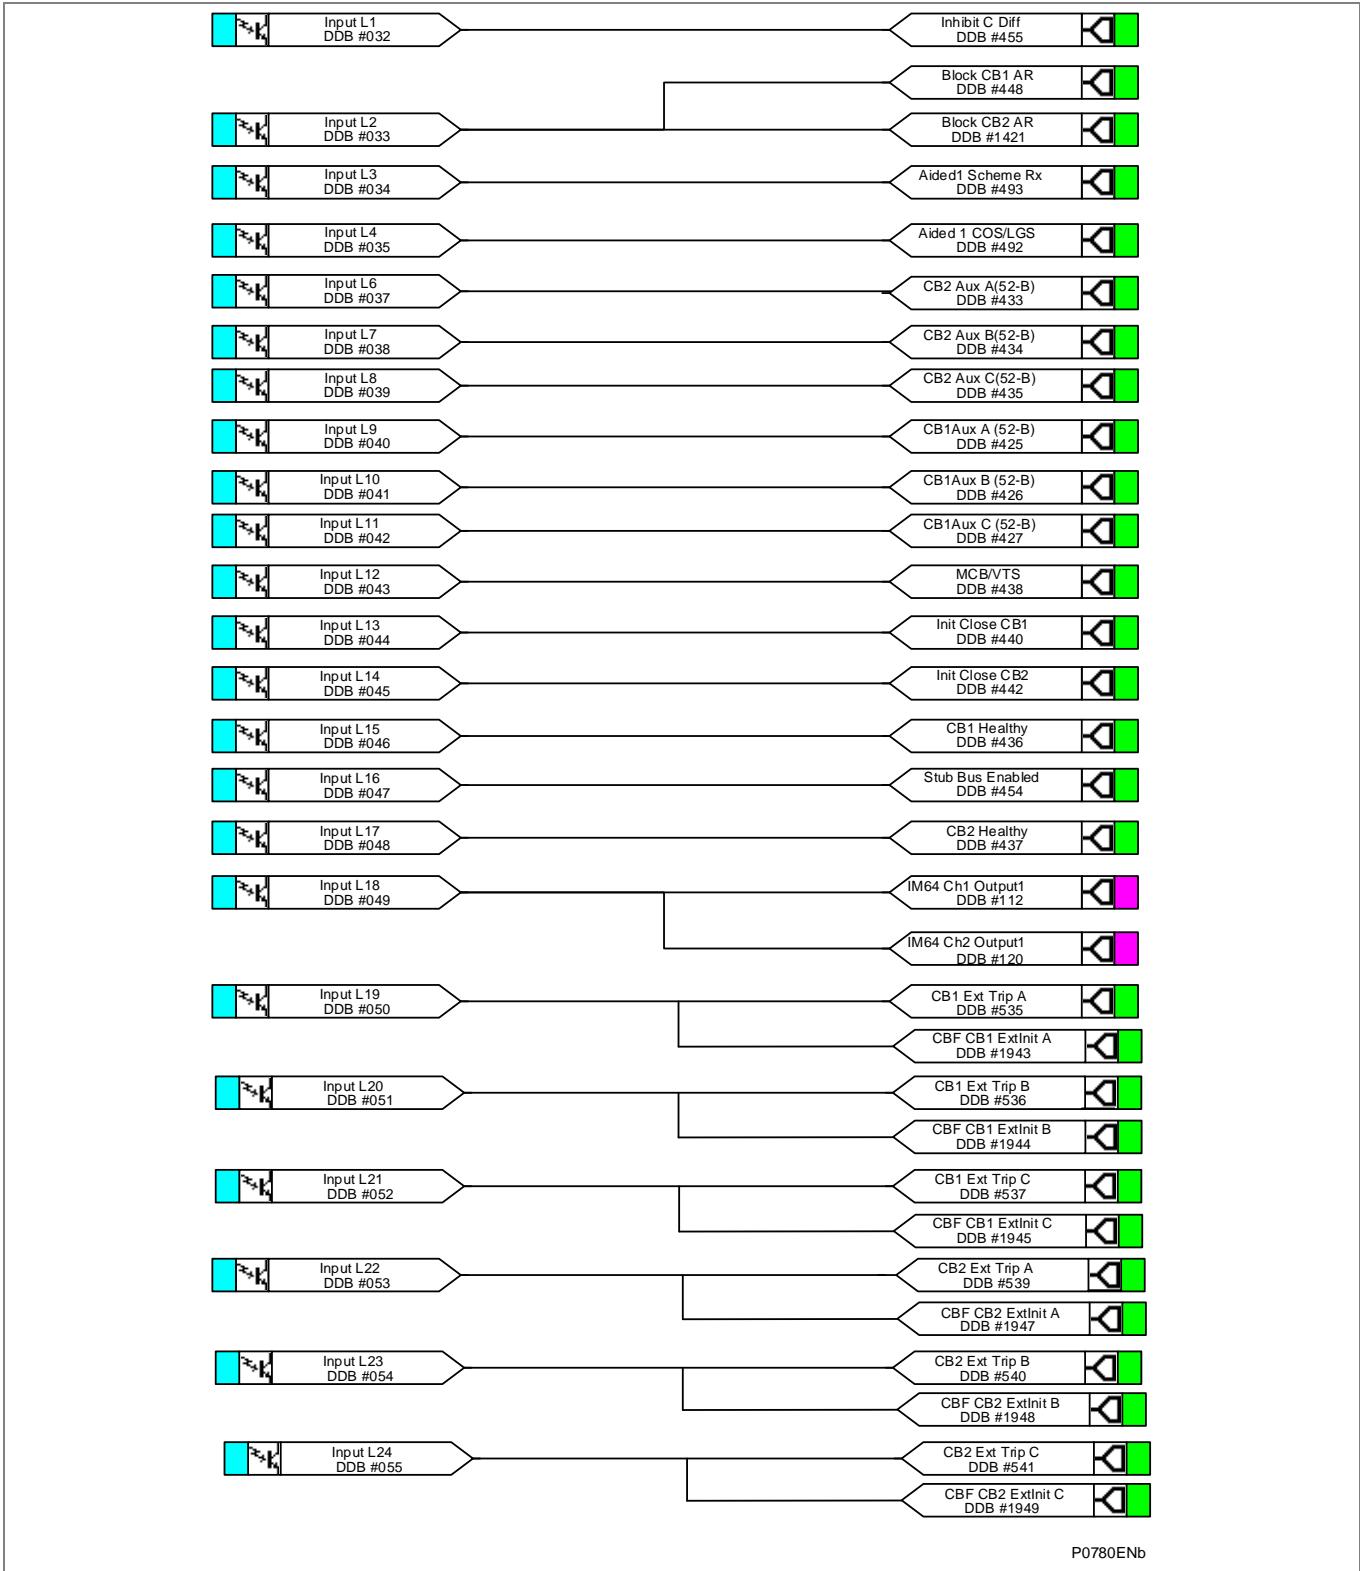 Input L1
DDB #032
Inhibit C Diff
DDB #455
Block CB1 AR
DDB #448
Input L2
DDB #033
Block CB2 AR
DDB #1421
Input L3
DDB #034
Aided1 Scheme Rx
DDB #493
Input L4
DDB #035
Aided 1 COS/LGS
DDB #492
Input L6
DDB #037
CB2 Aux A(52-B)
DDB #433
Input L7
DDB #038
CB2 Aux B(52-B)
DDB #434
Input L8
DDB #039
CB2 Aux C(52-B)
DDB #435
Input L9
DDB #040
CB1Aux A (52-B)
DDB #425
Input L10
DDB #041
CB1Aux B (52-B)
DDB #426
Input L11
DDB #042
CB1Aux C (52-B)
DDB #427
Input L12
DDB #043
MCB/VTS
DDB #438
Input L13
DDB #044
Init Close CB1
DDB #440
Input L14
DDB #045
Init Close CB2
DDB #442
Input L15
DDB #046
CB1 Healthy
DDB #436
Input L16
DDB #047
Stub Bus Enabled
DDB #454
Input L17
DDB #048
CB2 Healthy
DDB #437
Input L18
DDB #049
IM64 Ch1 Output1
DDB #112
IM64 Ch2 Output1
DDB #120
Input L19
DDB #050
CB1 Ext Trip A
DDB #535
CBF CB1 ExtInit A
DDB #1943
Input L20
DDB #051
CB1 Ext Trip B
DDB #536
CBF CB1 ExtInit B
DDB #1944
Input L21
DDB #052
CB1 Ext Trip C
DDB #537
CBF CB1 ExtInit C
DDB #1945
Input L22
DDB #053
CB2 Ext Trip A
DDB #539
CBF CB2 ExtInit A
DDB #1947
Input L23
DDB #054
CB2 Ext Trip B
DDB #540
CBF CB2 ExtInit B
DDB #1948
Input L24
DDB #055
CB2 Ext Trip C
DDB #541
CBF CB2 ExtInit C
DDB #1949
P0780ENb